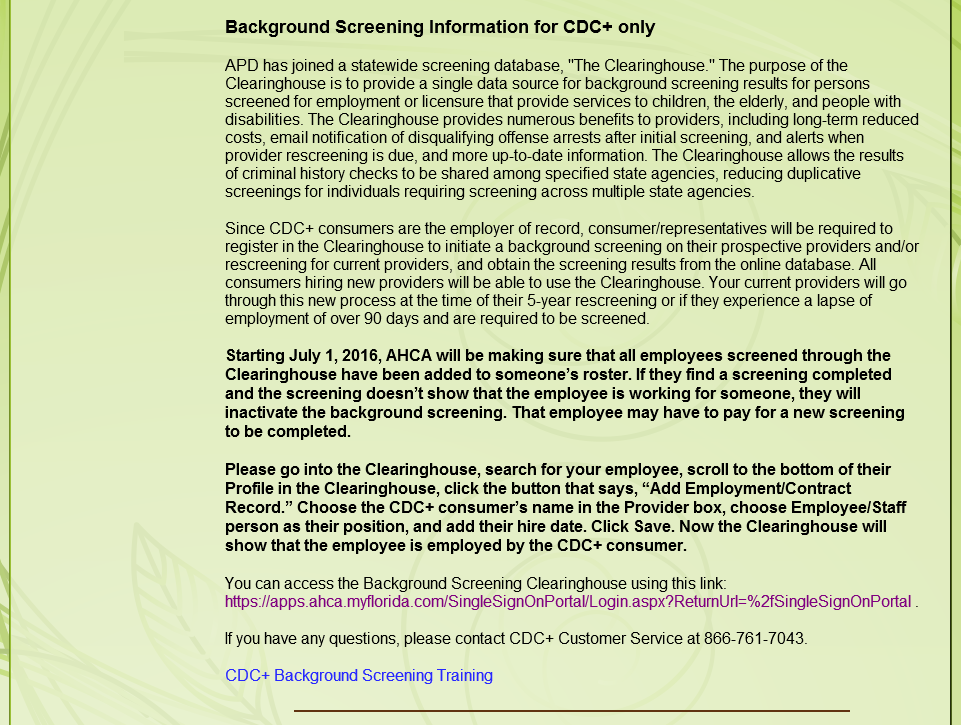 Background Screening Information for CDC+ only
APD has joined a statewide screening database, "The Clearinghouse." The purpose of the
Clearinghouse is to provide a single data source for background screening results for persons
screened for employment or licensure that provide services to children, the elderly, and people with
disabilities. The Clearinghouse provides numerous benefits to providers, including long-term reduced
costs, email notification of disqualifying offense arrests after initial screening, and alerts when
provider rescreening is due, and more up-to-date information. The Clearinghouse allows the results
of criminal history checks to be shared among specified state agencies, reducing duplicative
screenings for individuals requiring screening across multiple state agencies.
Since CDC+ consumers are the employer of record, consumer/representatives will be required to
register in the Clearinghouse to initiate a background screening on their prospective providers and/or
rescreening for current providers, and obtain the screening results from the online database. All
consumers hiring new providers will be able to use the Clearinghouse. Your current providers will go
through this new process at the time of their 5-year rescreening or if they experience a lapse of
employment of over 90 days and are required to be screened.
Starting July 1, 2016, AHCA will be making sure that all employees screened through the
Clearinghouse have been added to someone's roster. If they find a screening completed
and the screening doesn't show that the employee is working for someone, they will
inactivate the background screening. That employee may have to pay for a new screening
to be completed.
Please go into the Clearinghouse, search for your employee, scroll to the bottom of their
Profile in the Clearinghouse, click the button that says, “Add Employment/Contract
Record.” Choose the CDC+ consumer's name in the Provider box, choose Employee/Staff
person as their position, and add their hire date. Click Save. Now the Clearinghouse will
show that the employee is employed by the CDC+ consumer.
You can access the Background Screening Clearinghouse using this link:
https://apps.ahca.myflorida.com/SingleSignOnPortal/Login.aspx?ReturnUrl=%2fSingleSignOnPortal .
If you have any questions, please contact CDC+ Customer Service at 866-761-7043.
CDC+ Background Screening Training